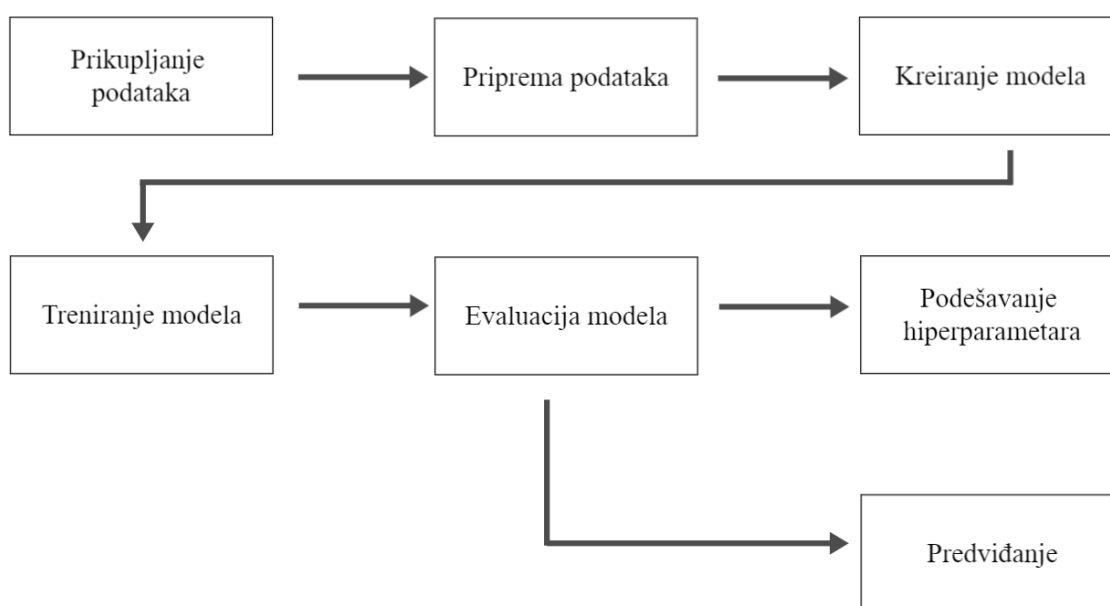 Prikupljanje
podataka
Priprema podataka
Kreiranje modela
Treniranje modela
Evaluacija modela
Podešavanje
hiperparametara
Predviđanje